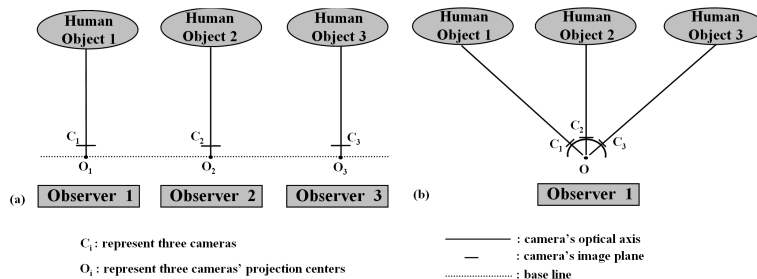 Human
Object 1
Human
Object 2
Human
Object 3
C1
C2
C3
O1
O2
O3
(a)
Observer 1
Observer 2
Observer 3
Ci : represent three cameras
Oi : represent three cameras' projection centers
Human
Object 1
Human
Object 2
Human
Object 3
C1
C2
C3
O
(b)
Observer 1
: camera's optical axis
: camera's image plane
: base line